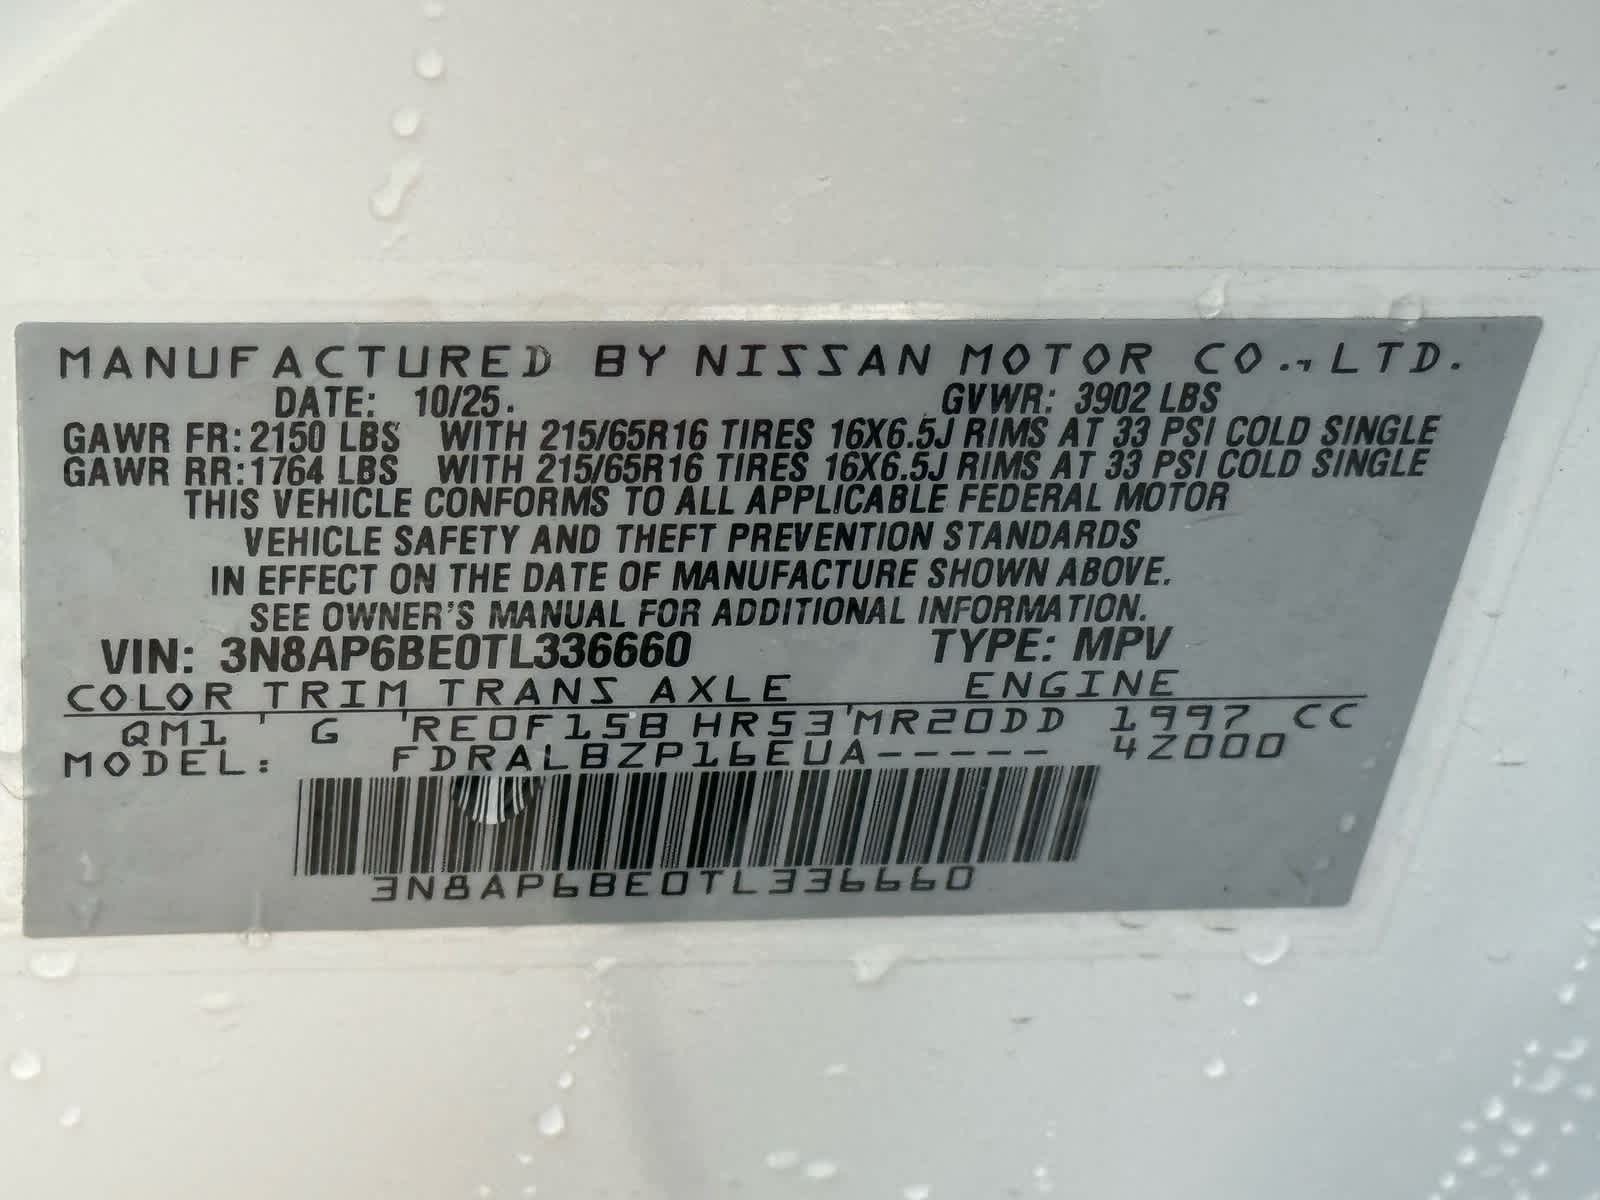 MANUFACTURED BY NISSAN MOTOR CO.,LTD.
DATE: 10/25. GVWR: 3902 LBS
GAWR FR: 2150 LBS WITH 215/65R16 TIRES 16X6.5J RIMS AT 33 PSI COLD SINGLE
GAWR RR: 1764 LBS WITH 215/65R16 TIRES 16X6.5J RIMS AT 33 PSI COLD SINGLE
THIS VEHICLE CONFORMS TO ALL APPLICABLE FEDERAL MOTOR
VEHICLE SAFETY AND THEFT PREVENTION STANDARDS
IN EFFECT ON THE DATE OF MANUFACTURE SHOWN ABOVE.
SEE OWNER'S MANUAL FOR ADDITIONAL INFORMATION.
VIN: 3N8AP6BE0TL336660 TYPE: MPV
COLOR TRIM TRANS AXLE ENGINE
QM1 ' G 'RE0F15B HR53'MR20DD 1997 CC
MODEL: FDRALBZP16EUA----- 4Z000
3N8AP6BE0TL336660